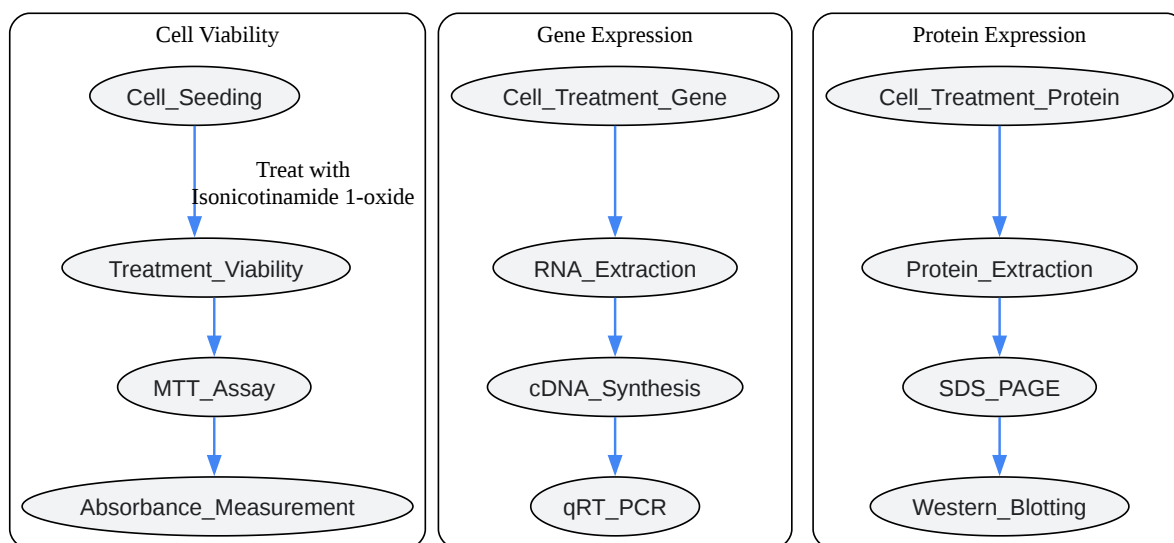 Cell Viability
Cell_Seeding
Treat with
Isonicotinamide 1-oxide
Treatment_Viability
MTT_Assay
Absorbance_Measurement
Gene Expression
Cell_Treatment_Gene
RNA_Extraction
cDNA_Synthesis
qRT_PCR
Protein Expression
Cell_Treatment_Protein
Protein_Extraction
SDS_PAGE
Western_Blotting